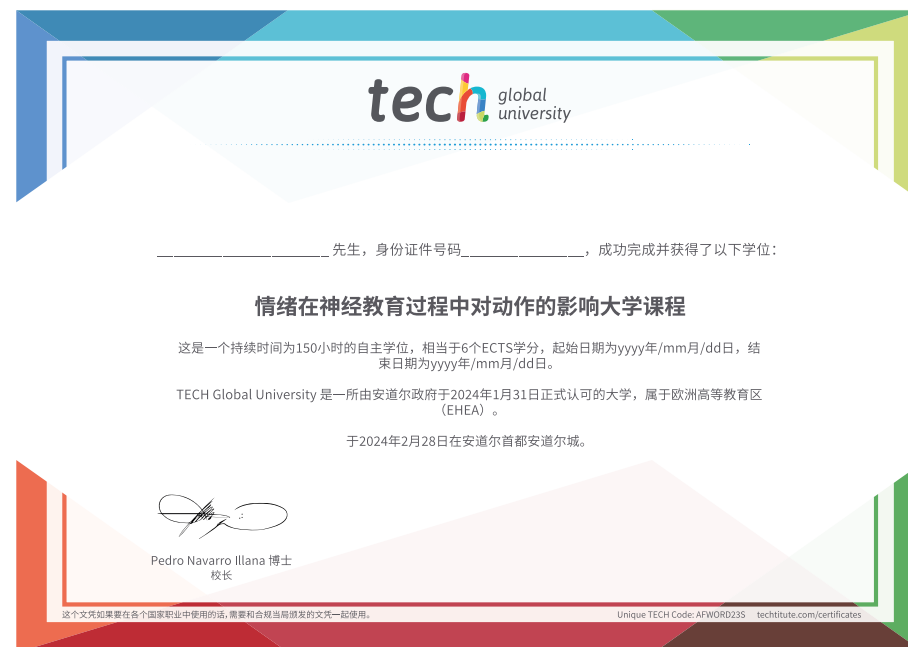 tech global
university
____________________ 先生，身份证件号码______________，成功完成并获得了以下学位：
情绪在神经教育过程中对动作的影响大学课程
这是一个持续时间为150小时的自主学位，相当于6个ECTS学分，起始日期为yyyy年/mm月/dd日，结
束日期为yyyy年/mm月/dd日。
TECH Global University 是一所由安道尔政府于2024年1月31日正式认可的大学，属于欧洲高等教育区
（EHEA）。
于2024年2月28日在安道尔首都安道尔城。
Pedro Navarro Illana 博士
校长
这个文凭如果要在各个国家职业中使用的话，需要和合规当局颁发的文凭一起使用。
Unique TECH Code: AFWORD23S techtitute.com/certificates